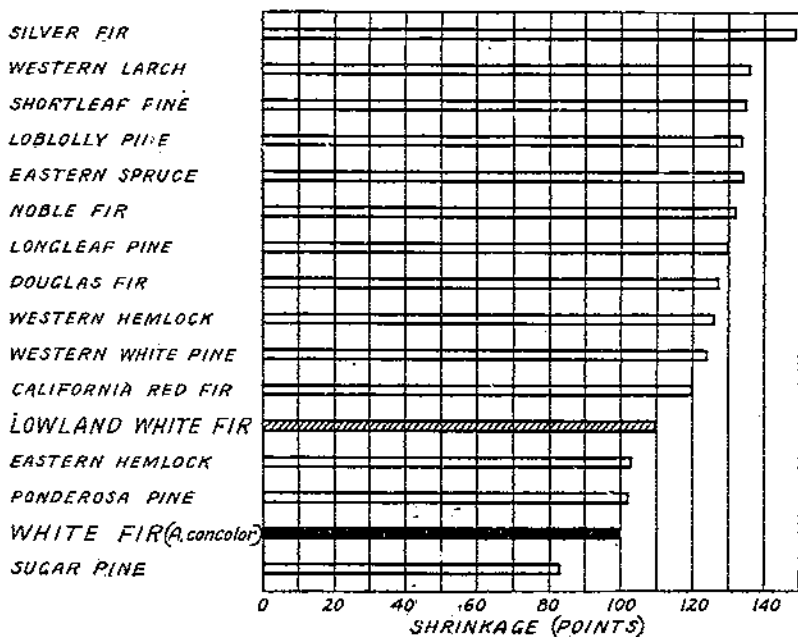 SILVER FIR
WESTERN LARCH
SHORTLEAF PINE
LOBLOLLY PINE
EASTERN SPRUCE
NOBLE FIR
LONGLEAF PINE
DOUGLAS FIR
WESTERN HEMLOCK
WESTERN WHITE PINE
CALIFORNIA RED FIR
LOWLAND WHITE FIR
EASTERN HEMLOCK
PONDEROSA PINE
WHITE FIR (A. concolor)
SUGAR PINE
0 20 40 60 80 100 120 140
SHRINKAGE (POINTS)